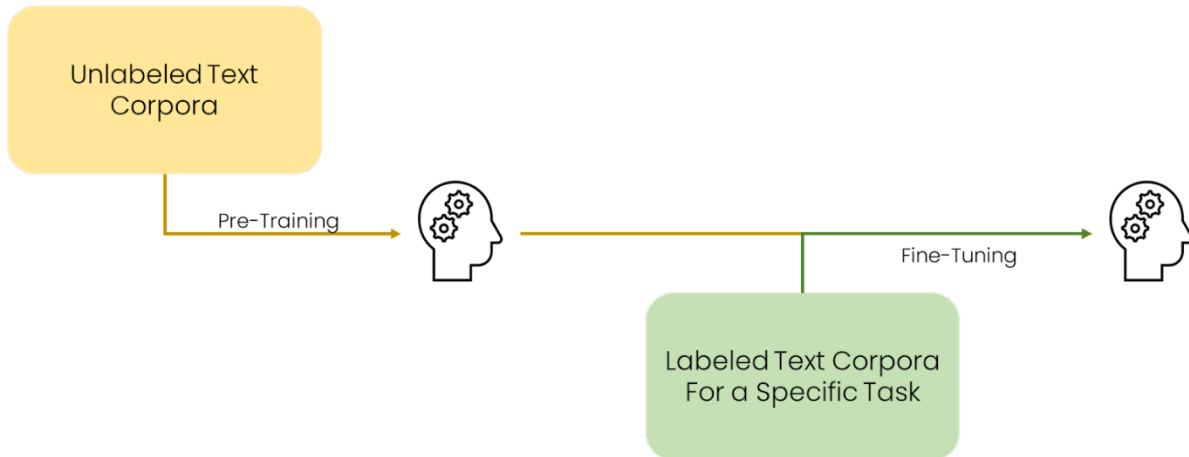 Unlabeled Text
Corpora
Pre-Training
Fine-Tuning
Labeled Text Corpora
For a Specific Task